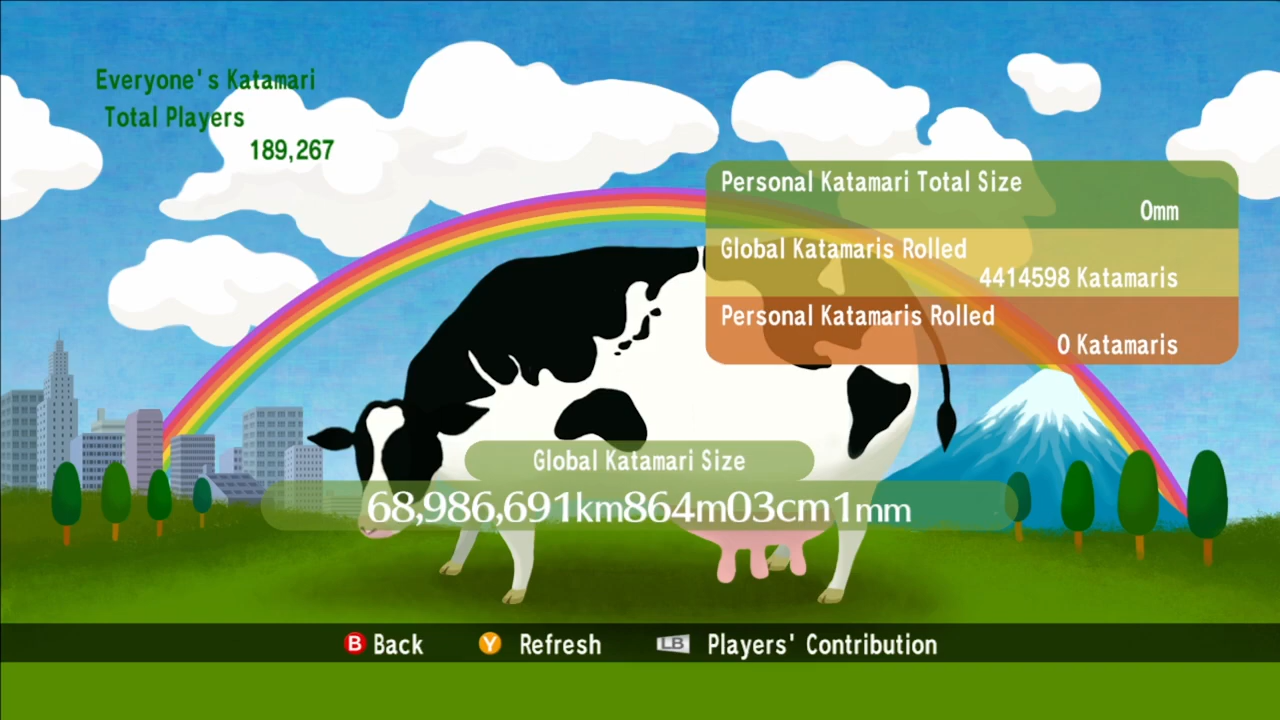 Everyone's Katamari
Total Players
189,267
Personal Katamari Total Size
0mm
Global Katamaris Rolled
4414598 Katamaris
Personal Katamaris Rolled
0 Katamaris
Global Katamari Size
68,986,691km864m03cm1mm
B Back Y Refresh LB Players' Contribution